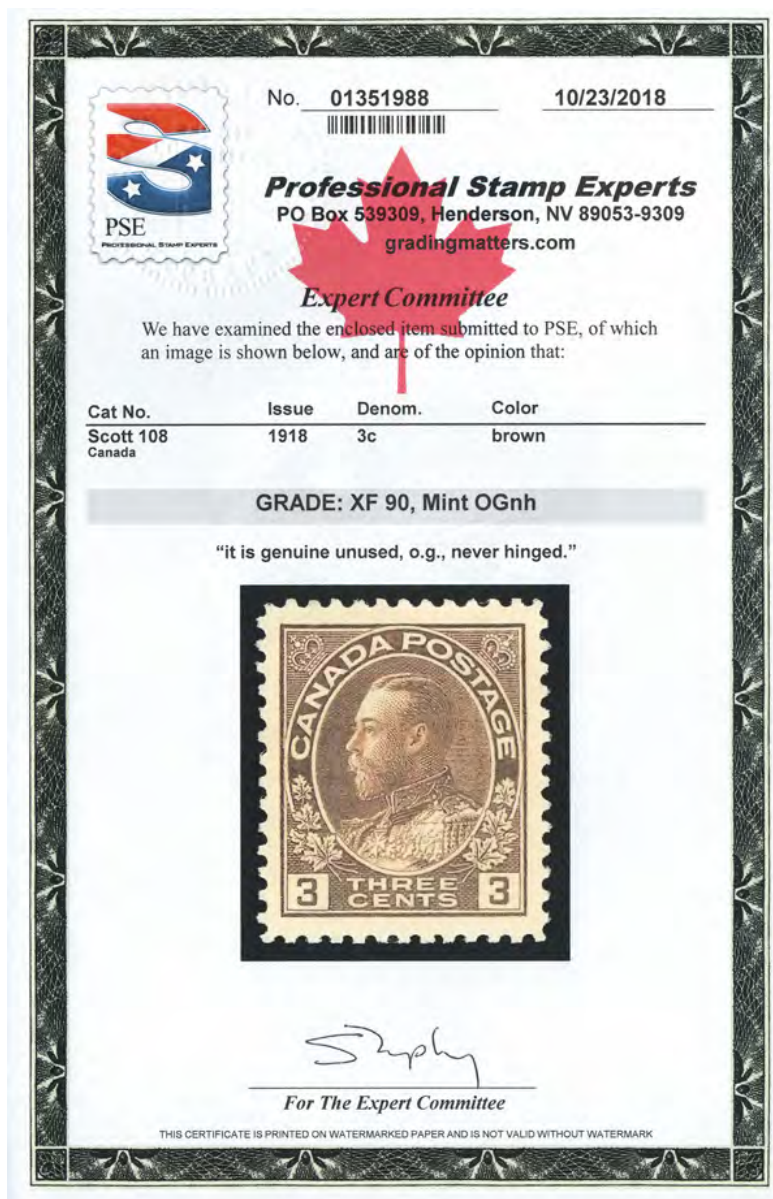 No. 01351988 10/23/2018
PSE
PROFESSIONAL STAMP EXPERTS
Professional Stamp Experts
PO Box 539309, Henderson, NV 89053-9309
gradingmatters.com
Expert Committee
We have examined the enclosed item submitted to PSE, of which
an image is shown below, and are of the opinion that:
Cat No. Issue Denom. Color
Scott 108 1918 3c brown
Canada
GRADE: XF 90, Mint OGnh
“it is genuine unused, o.g., never hinged.”
CANADA POSTAGE
3 THREE CENTS 3
For The Expert Committee
THIS CERTIFICATE IS PRINTED ON WATERMARKED PAPER AND IS NOT VALID WITHOUT WATERMARK